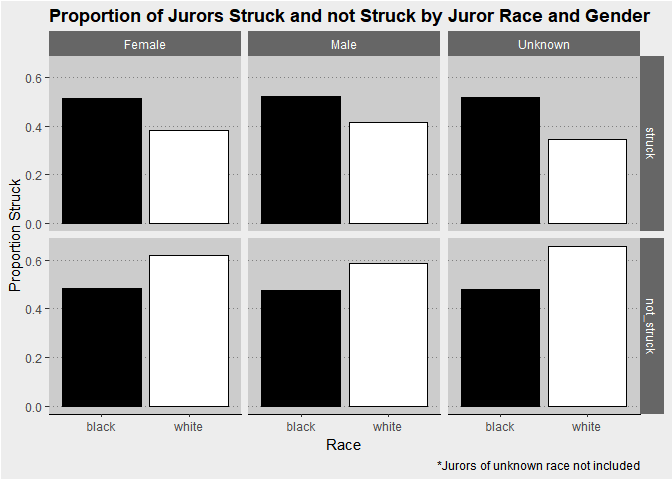 Proportion of Jurors Struck and not Struck by Juror Race and Gender
Female Male Unknown
Proportion Struck
0.6
0.4
0.2
0.0
struck
0.6
0.4
0.2
0.0
not_struck
black white black white black white
Race
*Jurors of unknown race not included